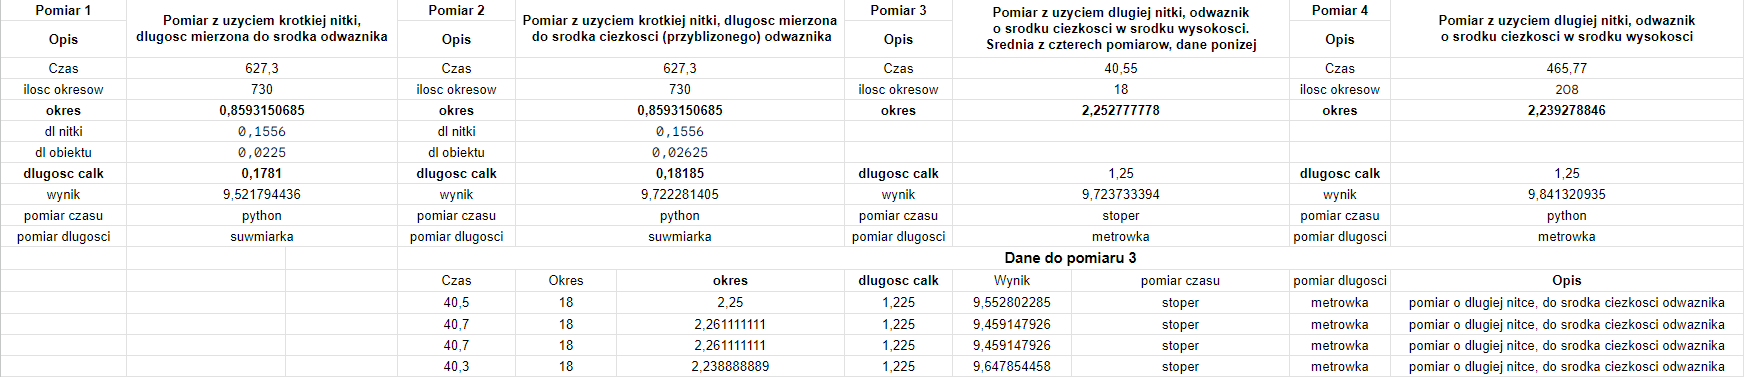 Pomiar 1 Pomiar z uzyciem krotkiej nitki, dlugosc mierzona do srodka odwaznika Pomiar 2 Pomiar z uzyciem krotkiej nitki, dlugosc mierzona do srodka ciezkosci (przyblizonego) odwaznika Pomiar 3 Pomiar z uzyciem dlugiej nitki, odwaznik o srodku ciezkosci w srodku wysokosci. Srednia z czterech pomiarow, dane ponizej Pomiar 4 Pomiar z uzyciem dlugiej nitki, odwaznik o srodku ciezkosci w srodku wysokosci
Opis Opis Opis Opis
Czas 627,3 Czas 627,3 Czas 40,55 Czas 465,77
ilosc okresow 730 ilosc okresow 730 ilosc okresow 18 ilosc okresow 208
okres 0,8593150685 okres 0,8593150685 okres 2,252777778 okres 2,239278846
dl nitki 0,1556 dl nitki 0,1556
dl obiektu 0,0225 dl obiektu 0,02625
dlugosc calk 0,1781 dlugosc calk 0,18185 dlugosc calk 1,25 dlugosc calk 1,25
wynik 9,521794436 wynik 9,722281405 wynik 9,723733394 wynik 9,841320935
pomiar czasu python pomiar czasu python pomiar czasu stoper pomiar czasu python
pomiar dlugosci suwmiarka pomiar dlugosci suwmiarka pomiar dlugosci metrowka pomiar dlugosci metrowka
Dane do pomiaru 3
Czas Okres okres dlugosc calk Wynik pomiar czasu pomiar dlugosci Opis
40,5 18 2,25 1,225 9,552802285 stoper metrowka pomiar o dlugiej nitce, do srodka ciezkosci odwaznika
40,7 18 2,261111111 1,225 9,459147926 stoper metrowka pomiar o dlugiej nitce, do srodka ciezkosci odwaznika
40,7 18 2,261111111 1,225 9,459147926 stoper metrowka pomiar o dlugiej nitce, do srodka ciezkosci odwaznika
40,3 18 2,238888889 1,225 9,647854458 stoper metrowka pomiar o dlugiej nitce, do srodka ciezkosci odwaznika